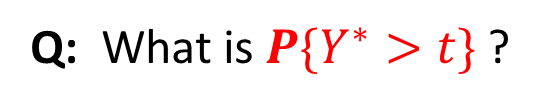 Q: What is P{Y* > t} ?